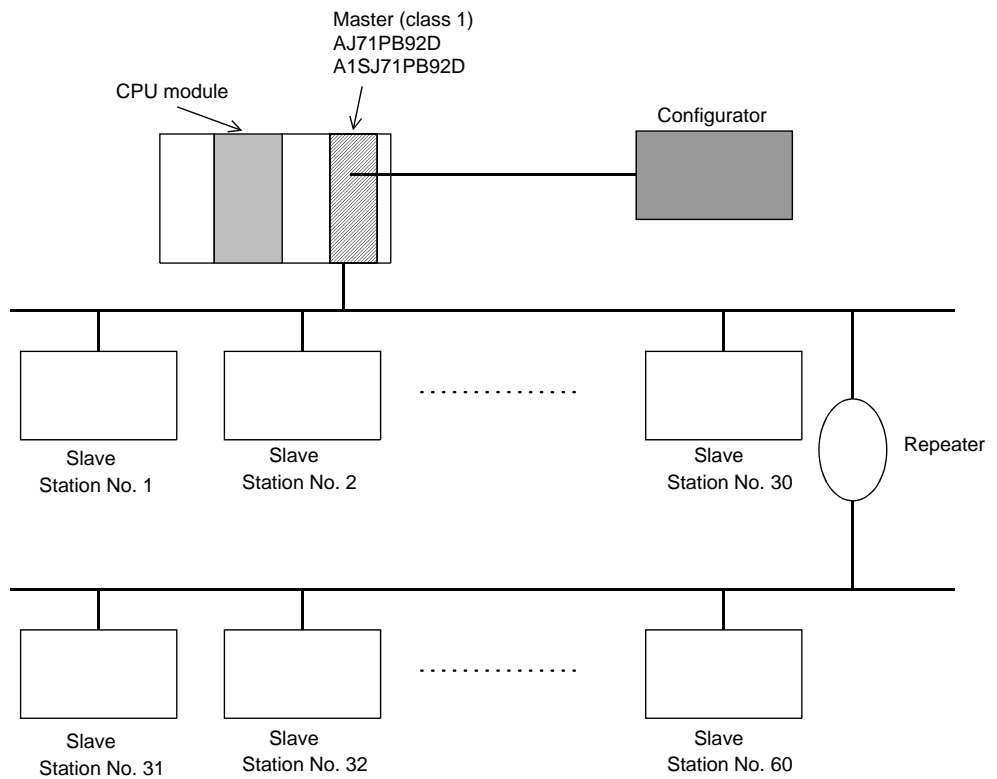 Master (class 1)
AJ71PB92D
A1SJ71PB92D
CPU module
Configurator
Slave
Station No. 1
Slave
Station No. 2
Slave
Station No. 30
Repeater
Slave
Station No. 31
Slave
Station No. 32
Slave
Station No. 60